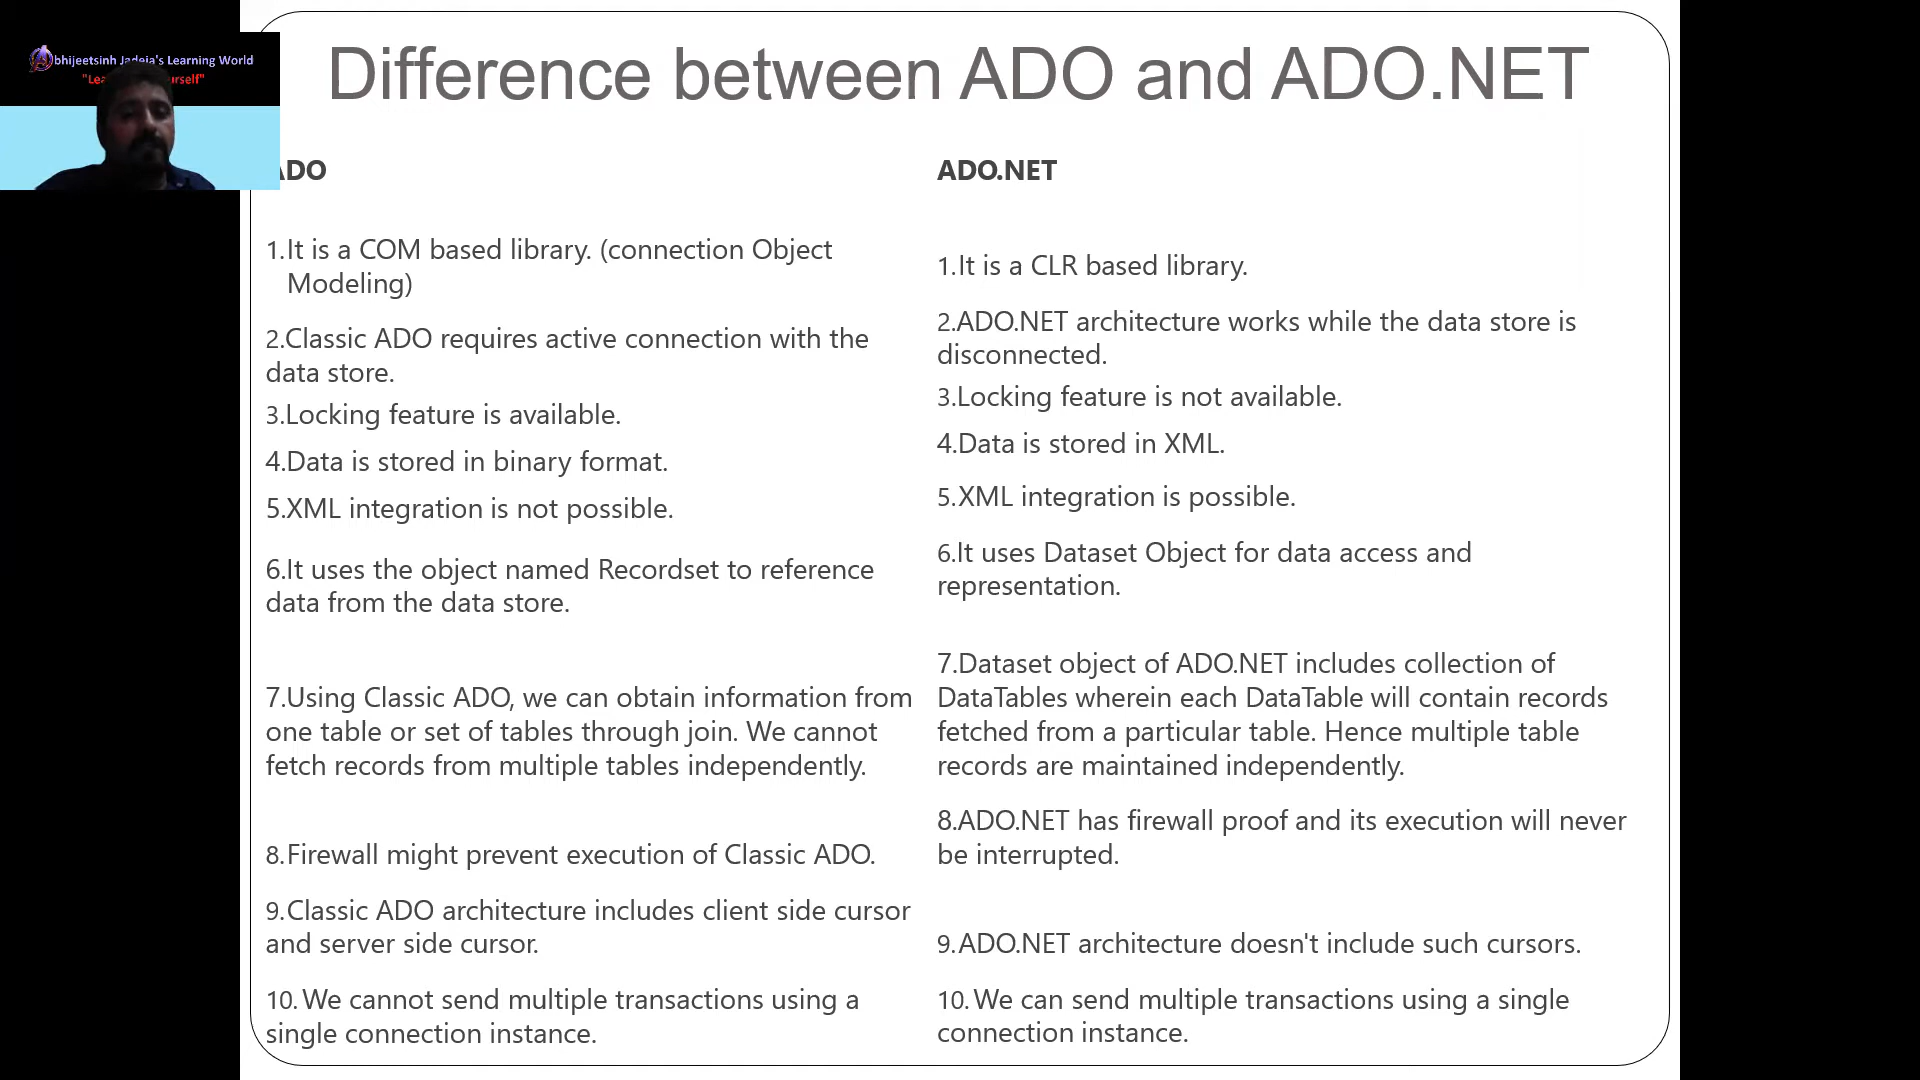 bhijeetsinh Jadeja's Learning World
Difference between ADO and ADO.NET
ADO
1.It is a COM based library. (connection Object
Modeling)
2.Classic ADO requires active connection with the
data store.
3.Locking feature is available.
4.Data is stored in binary format.
5.XML integration is not possible.
6.It uses the object named Recordset to reference
data from the data store.
7.Using Classic ADO, we can obtain information from
one table or set of tables through join. We cannot
fetch records from multiple tables independently.
8.Firewall might prevent execution of Classic ADO.
9.Classic ADO architecture includes client side cursor
and server side cursor.
10. We cannot send multiple transactions using a
single connection instance.
ADO.NET
1.It is a CLR based library.
2.ADO.NET architecture works while the data store is
disconnected.
3.Locking feature is not available.
4.Data is stored in XML.
5.XML integration is possible.
6.It uses Dataset Object for data access and
representation.
7.Dataset object of ADO.NET includes collection of
DataTables wherein each DataTable will contain records
fetched from a particular table. Hence multiple table
records are maintained independently.
8.ADO.NET has firewall proof and its execution will never
be interrupted.
9.ADO.NET architecture doesn't include such cursors.
10. We can send multiple transactions using a single
connection instance.